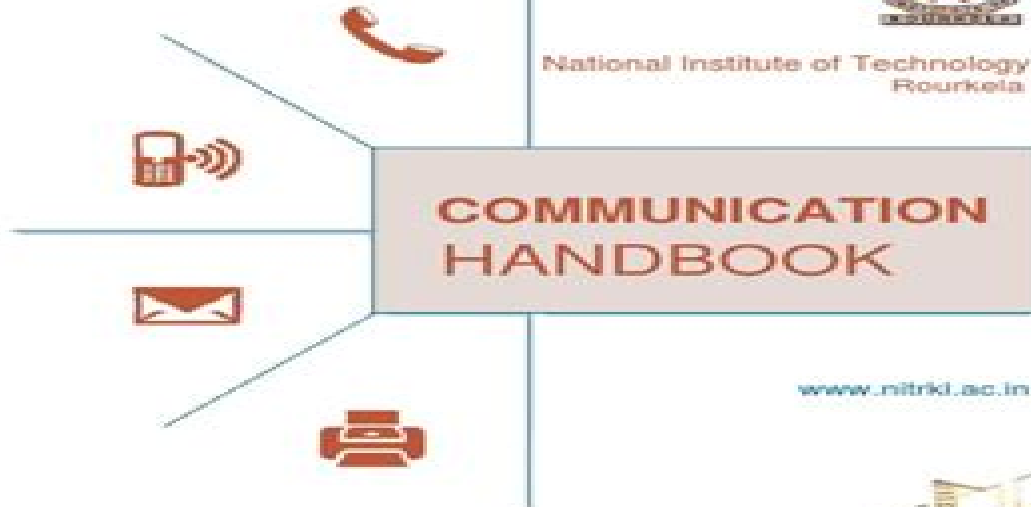 National Institute of Technology
Rourkela
COMMUNICATION
HANDBOOK
www.nitrkl.ac.in